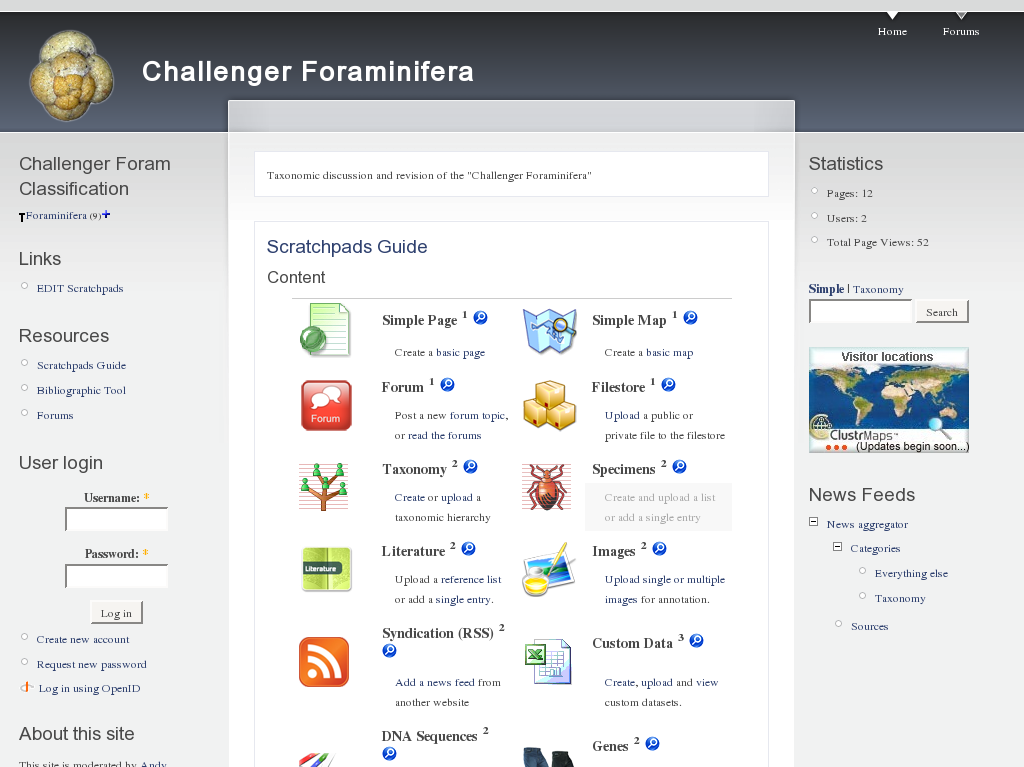 Home
Forums
Challenger Foraminifera
Challenger Foram
Classification
Foraminifera (9)
Links
EDIT Scratchpads
Resources
Scratchpads Guide
Bibliographic Tool
Forums
User login
Username: *
Password: *
Log in
Create new account
Request new password
Log in using OpenID
About this site
This site is moderated by Andy
Taxonomic discussion and revision of the "Challenger Foraminifera"
Scratchpads Guide
Content
Simple Page 1
Create a basic page
Simple Map 1
Create a basic map
Forum
Forum 1
Post a new forum topic,
or read the forums
Filestore 1
Upload a public or
private file to the filestore
Taxonomy 2
Create or upload a
taxonomic hierarchy
Specimens 2
Create and upload a list
or add a single entry
Literature
Literature 2
Upload a reference list
or add a single entry.
Images 2
Upload single or multiple
images for annotation.
Syndication (RSS) 2
Add a news feed from
another website
Custom Data 3
Create, upload and view
custom datasets.
DNA Sequences 2
Genes 2
Statistics
Pages: 12
Users: 2
Total Page Views: 52
Simple | Taxonomy
Search
Visitor locations
ClustrMaps™
(Updates begin soon...)
News Feeds
News aggregator
Categories
Everything else
Taxonomy
Sources